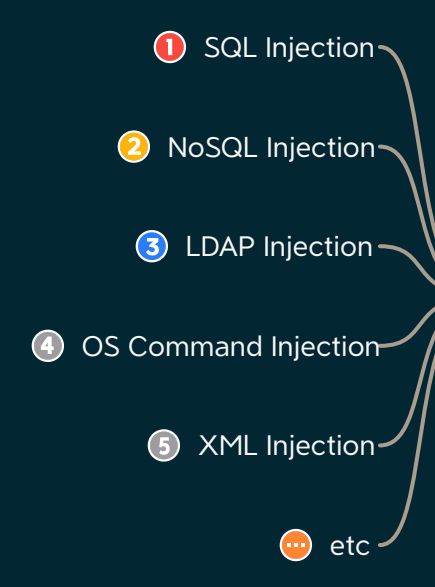 1 SQL Injection
2 NoSQL Injection
3 LDAP Injection
4 OS Command Injection
5 XML Injection
... etc